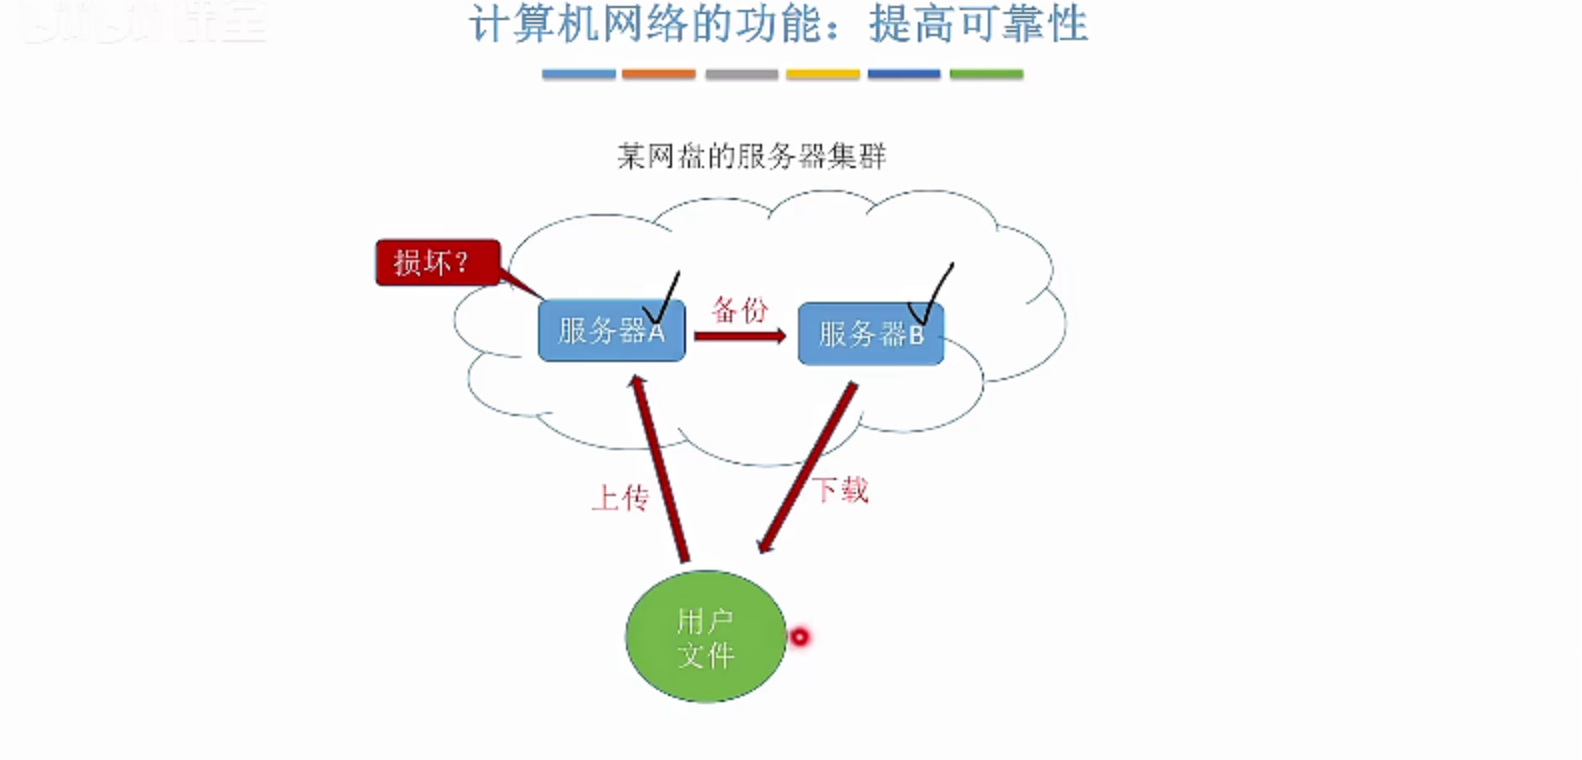 计算机网络的功能：提高可靠性
某网盘的服务器集群
损坏？
服务器A
备份
服务器B
上传
下载
用户
文件